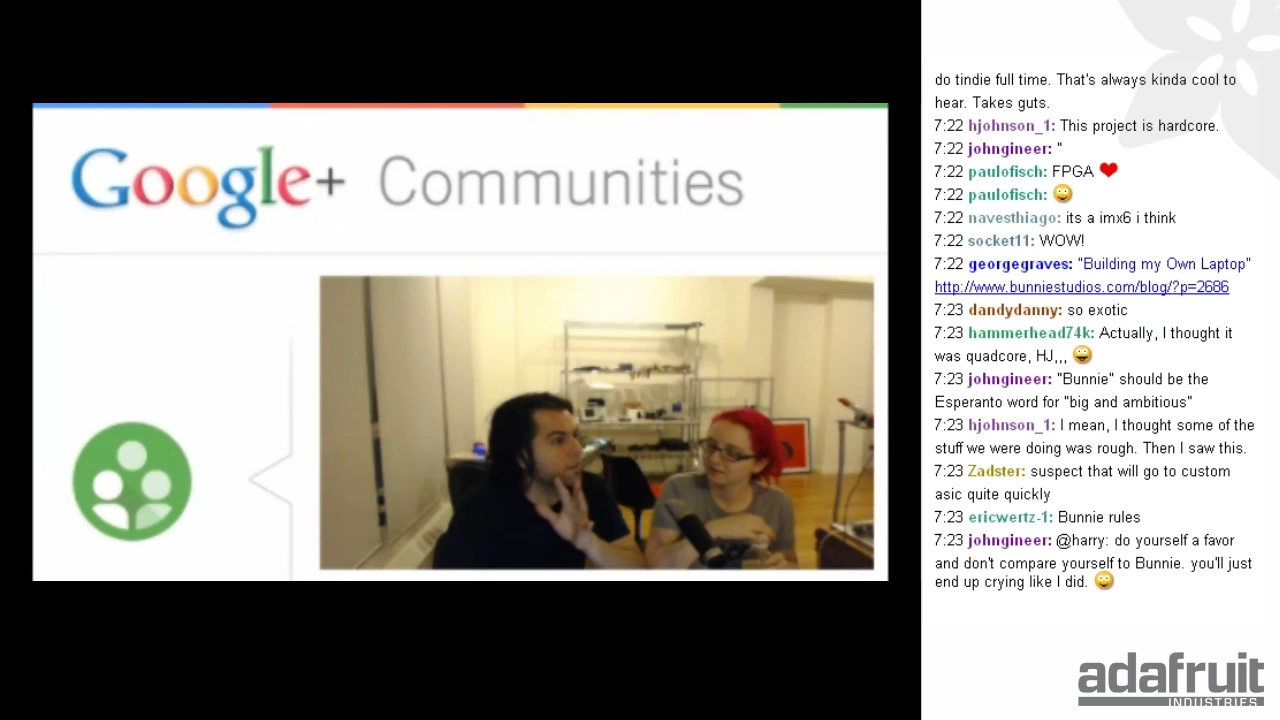 Google+ Communities
do tindie full time. That's always kinda cool to
hear. Takes guts.
7:22 hjohnson_1: This project is hardcore.
7:22 johngineer: "
7:22 paulofisch: FPGA
7:22 paulofisch:
7:22 navesthiago: its a imx6 i think
7:22 socket11: WOW!
7:22 georgegraves: "Building my Own Laptop"
http://www.bunniestudios.com/blog/?p=2686
7:23 dandydanny: so exotic
7:23 hammerhead74k: Actually, I thought it
was quadcore, HJ,,,
7:23 johngineer: "Bunnie" should be the
Esperanto word for "big and ambitious"
7:23 hjohnson_1: I mean, I thought some of the
stuff we were doing was rough. Then I saw this.
7:23 Zadster: suspect that will go to custom
asic quite quickly
7:23 ericwertz-1: Bunnie rules
7:23 johngineer: @harry: do yourself a favor
and don't compare yourself to Bunnie. you'll just
end up crying like I did.
adafruit
INDUSTRIES